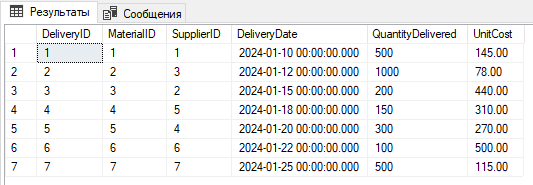 Результаты Сообщения
DeliveryID MaterialID SupplierID DeliveryDate QuantityDelivered UnitCost
1 1 1 1 2024-01-10 00:00:00.000 500 145.00
2 2 2 3 2024-01-12 00:00:00.000 1000 78.00
3 3 3 2 2024-01-15 00:00:00.000 200 440.00
4 4 4 5 2024-01-18 00:00:00.000 150 310.00
5 5 5 4 2024-01-20 00:00:00.000 300 270.00
6 6 6 6 2024-01-22 00:00:00.000 100 500.00
7 7 7 7 2024-01-25 00:00:00.000 500 115.00